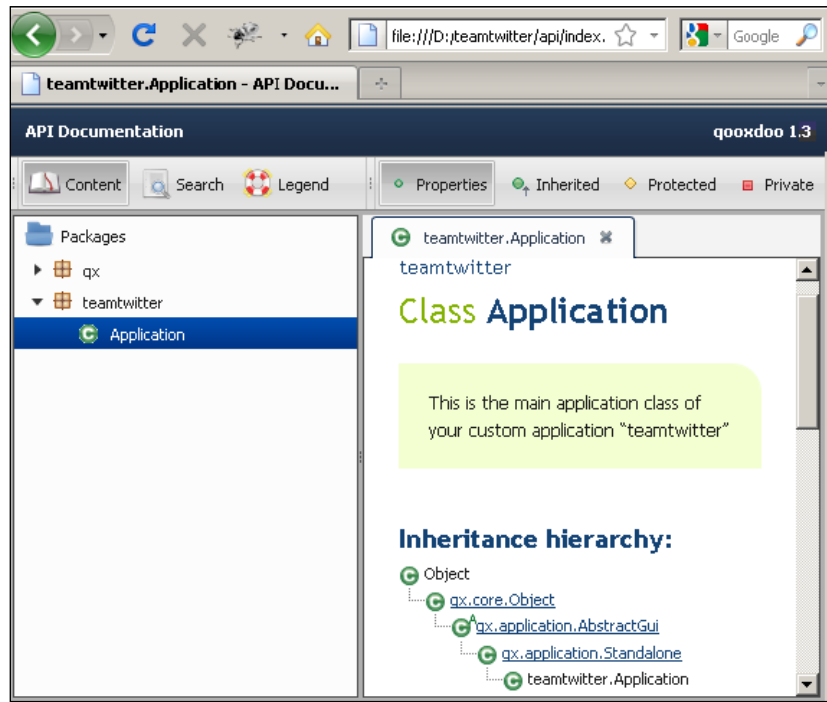 file:///D:/teamtwitter/api/index.
Google
teamtwitter.Application - API Docu...
API Documentation
qooxdoo 1.3
Content
Search
Legend
Properties
Inherited
Protected
Private
Packages
qx
teamtwitter
Application
teamtwitter.Application
teamtwitter
Class Application
This is the main application class of
your custom application "teamtwitter"
Inheritance hierarchy:
Object
qx.core.Object
qx.application.AbstractGui
qx.application.Standalone
teamtwitter.Application